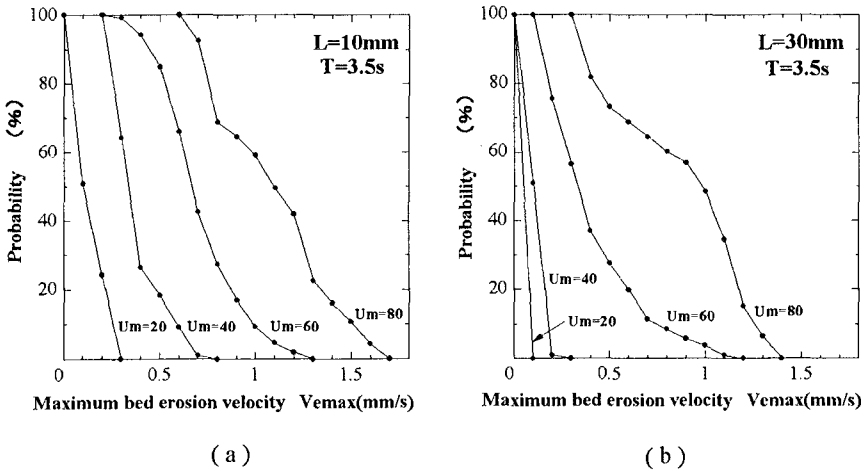 100
80
60
40
20
Probability (%)
L=10mm
T=3.5s
Um=20
Um=40
Um=60
Um=80
0
0.5
1
1.5
Maximum bed erosion velocity Vemax(mm/s)
(a)
100
80
60
40
20
Probability (%)
L=30mm
T=3.5s
Um=40
Um=20
Um=60
Um=80
0
0.5
1
1.5
Maximum bed erosion velocity Vemax(mm/s)
(b)